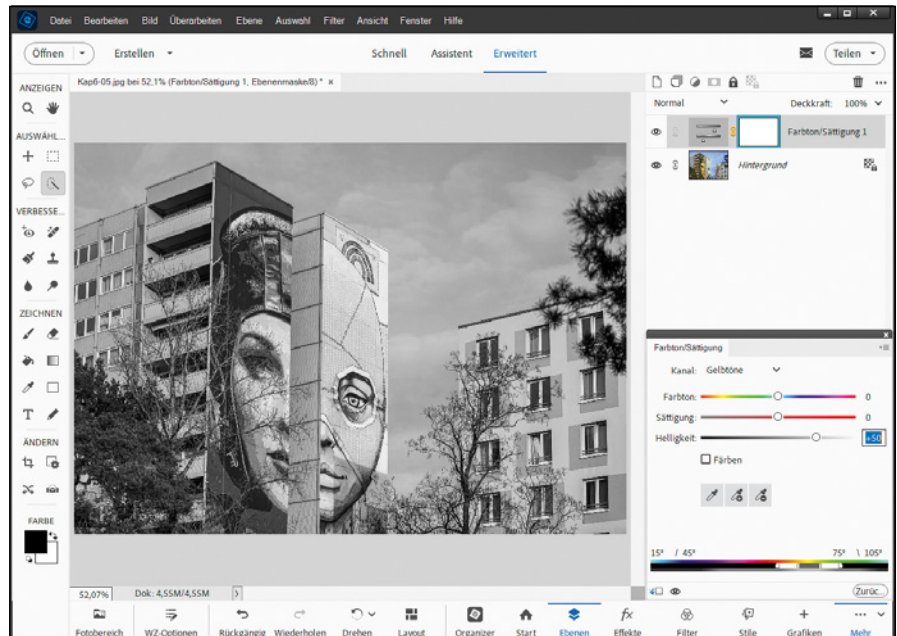 Datei Bearbeiten Bild Überarbeiten Ebene Auswahl Filter Ansicht Fenster Hilfe
Öffnen Erstellen Schnell Assistent Erweitert Teilen
ANZEIGEN
Kap6-05.jpg bei 52,1% (Farbton/Sättigung 1, Ebenenmaske/8) * ×
Normal Deckkraft: 100%
AUSWÄHL...
Farbton/Sättigung 1
Hintergrund
VERBESSE...
ZEICHNEN
Farbton/Sättigung
Kanal: Gelbtöne
Farbton: 0
Sättigung: 0
Helligkeit: +50
T
ÄNDERN
Färben
FARBE
15° / 45° 75° \ 105°
52,07% Dok: 4,55M/4,55M >
Zurüc...
Fotobereich WZ-Optionen Rückgängig Wiederholen Drehen Layout Organizer Start Ebenen fx Effekte Filter Stile Grafiken Mehr